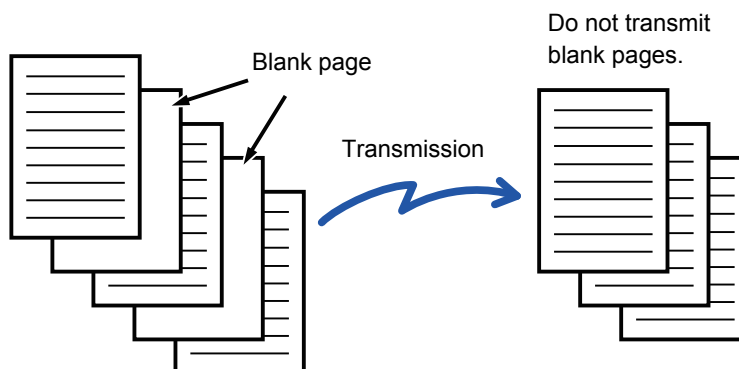 Blank page
Transmission
Do not transmit
blank pages.